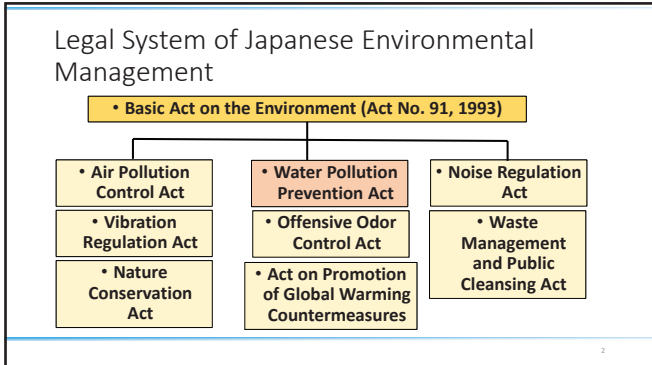 Legal System of Japanese Environmental
Management
• Basic Act on the Environment (Act No. 91, 1993)
• Air Pollution
Control Act
• Vibration
Regulation Act
• Nature
Conservation
Act
• Water Pollution
Prevention Act
• Offensive Odor
Control Act
• Act on Promotion
of Global Warming
Countermeasures
• Noise Regulation
Act
• Waste
Management
and Public
Cleansing Act
2